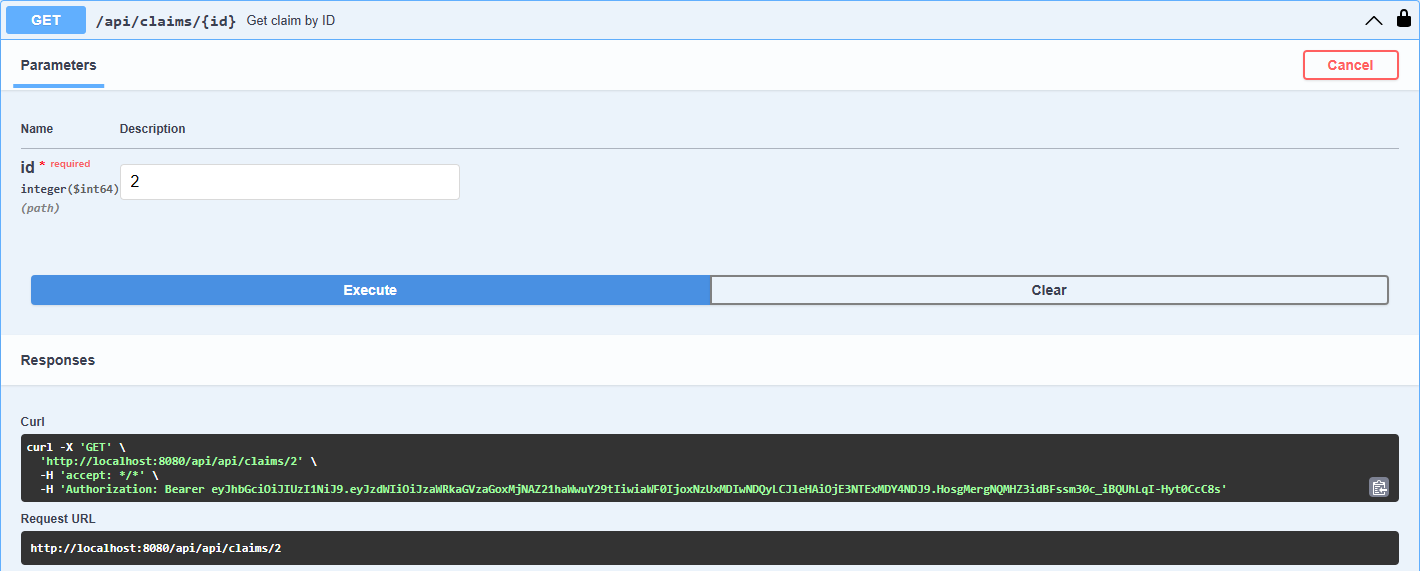 GET /api/claims/{id} Get claim by ID
Parameters
Cancel
Name Description
id * required
integer($int64)
(path)
2
Execute Clear
Responses
Curl
curl -X 'GET' \
'http://localhost:8080/api/api/claims/2' \
-H 'accept: */*' \
-H 'Authorization: Bearer eyJhbGciOiJIUzI1NiJ9.eyJzdWIiOiJzaWRkaGVzaGoxMjNAZ21haWwuY29tIiwiaWF0IjoxNzUxMDIwNDQyLCJleHAiOjE3NTExMDY4NDJ9.HosgMergNQMHZ3idBFssm30c_iBQUhLqI-Hyt0CcC8s'
Request URL
http://localhost:8080/api/api/claims/2